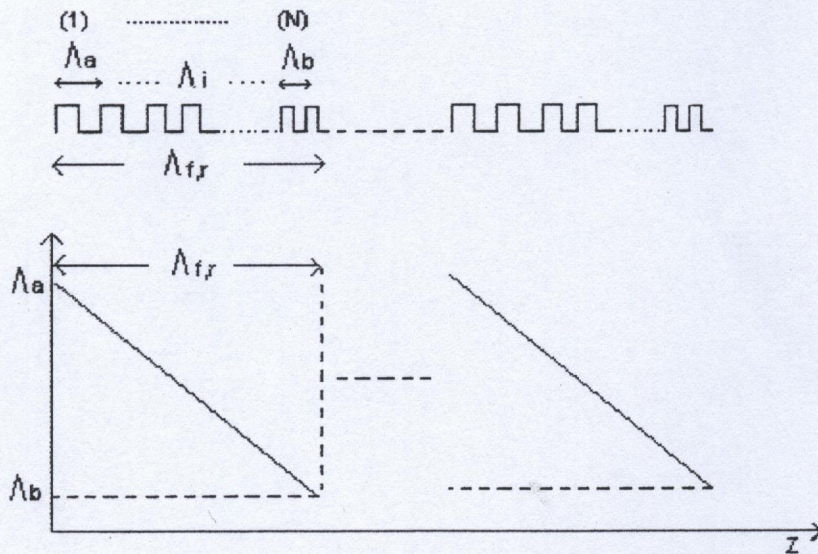 (1) ................. (N)
Λa ..... Λi ..... Λb
Λf,r
Λf,r
Λa
Λb
z